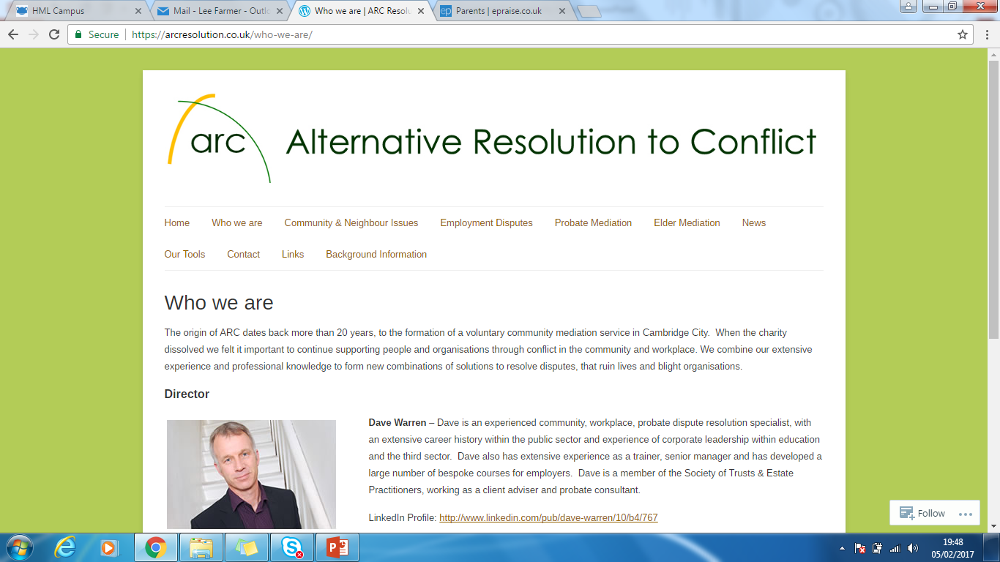 HML Campus
Mail - Lee Farmer - Outlo
Who we are | ARC Resolu
Parents | epraise.co.uk
Secure
https://arcresolution.co.uk/who-we-are/
arc
Alternative Resolution to Conflict
Home Who we are Community & Neighbour Issues Employment Disputes Probate Mediation Elder Mediation News
Our Tools Contact Links Background Information
Who we are
The origin of ARC dates back more than 20 years, to the formation of a voluntary community mediation service in Cambridge City. When the charity
dissolved we felt it important to continue supporting people and organisations through conflict in the community and workplace. We combine our extensive
experience and professional knowledge to form new combinations of solutions to resolve disputes, that ruin lives and blight organisations.
Director
Dave Warren – Dave is an experienced community, workplace, probate dispute resolution specialist, with
an extensive career history within the public sector and experience of corporate leadership within education
and the third sector. Dave also has extensive experience as a trainer, senior manager and has developed a
large number of bespoke courses for employers. Dave is a member of the Society of Trusts & Estate
Practitioners, working as a client adviser and probate consultant.
LinkedIn Profile: http://www.linkedin.com/pub/dave-warren/10/b4/767
Follow
19:48
05/02/2017